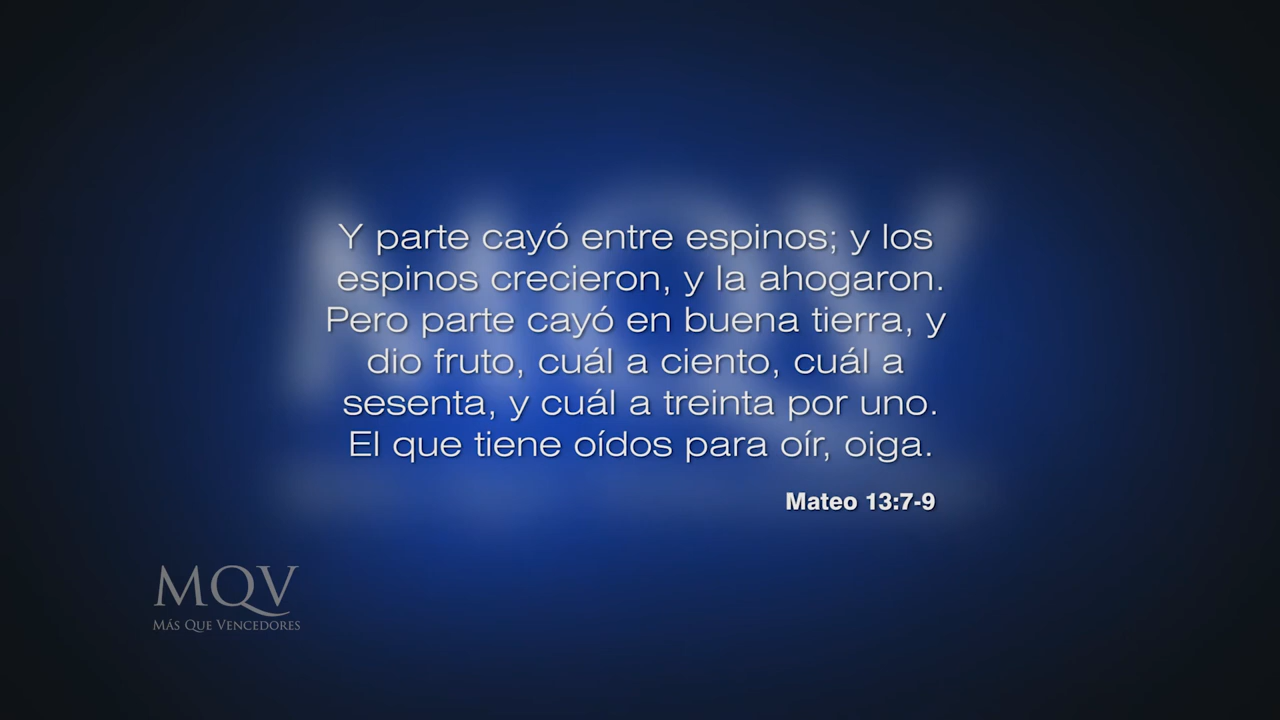 Y parte cayó entre espinos; y los
espinos crecieron, y la ahogaron.
Pero parte cayó en buena tierra, y
dio fruto, cuál a ciento, cuál a
sesenta, y cuál a treinta por uno.
El que tiene oídos para oír, oiga.
Mateo 13:7-9
MQV
Más Que Vencedores